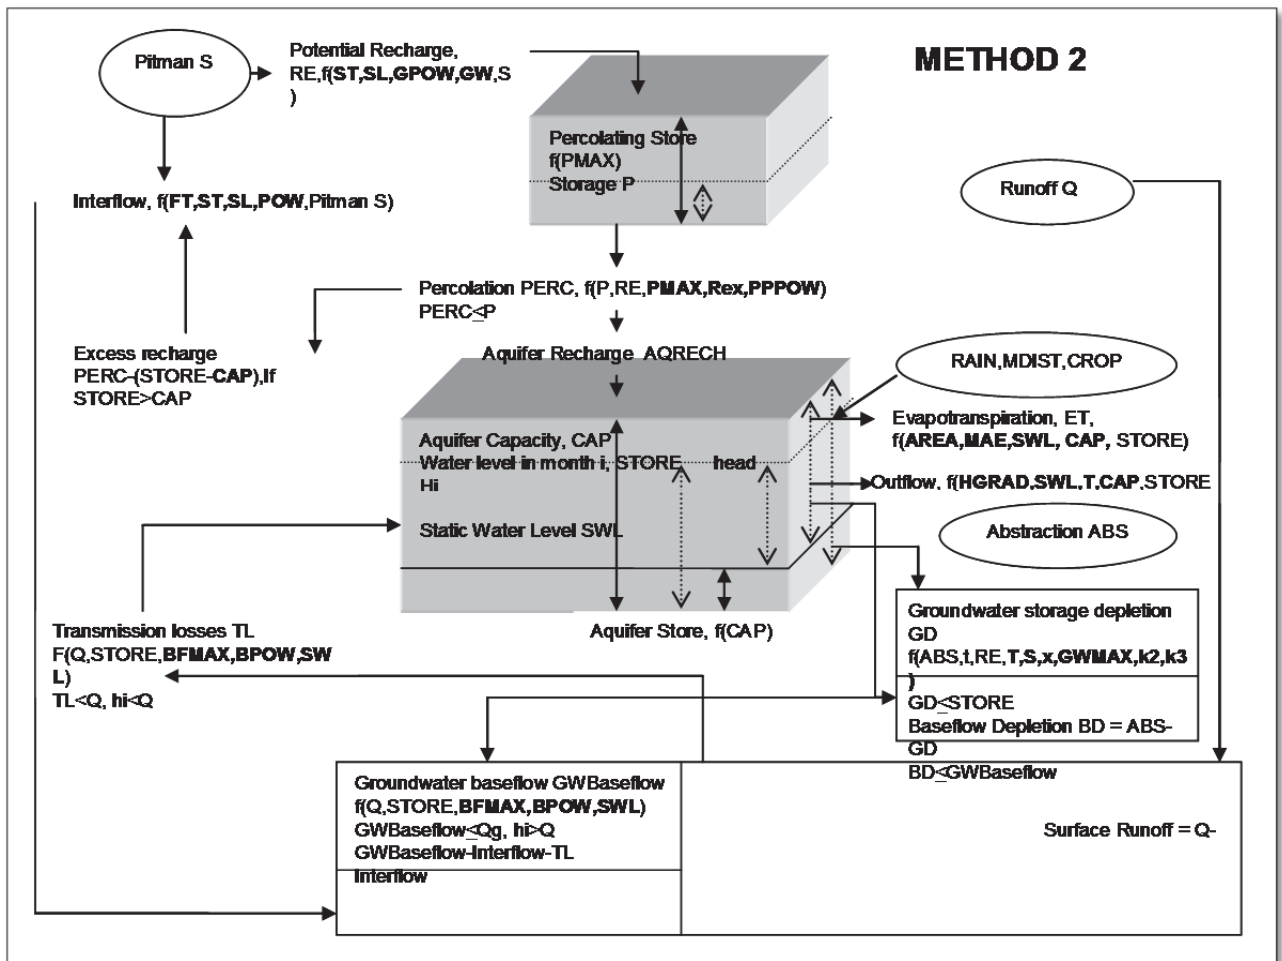 METHOD 2
Pitman S
Potential Recharge,
RE,f(ST,SL,GPOW,GW,S
)
Percolating Store
f(PMAX)
Storage P
Runoff Q
Interflow, f(FT,ST,SL,POW,Pitman S)
Percolation PERC, f(P,RE,PMAX,Rex,PPPOW)
PERC≤P
Excess recharge
PERC-(STORE-CAP),If
STORE>CAP
Aquifer Recharge AQRECH
RAIN,MDIST,CROP
Evapotranspiration, ET,
f(AREA,MAE,SWL, CAP, STORE)
Aquifer Capacity, CAP
Water level in month i, STORE head
Hi
Outflow, f(HGRAD,SWL,T,CAP,STORE
Static Water Level SWL
Abstraction ABS
Aquifer Store, f(CAP)
Groundwater storage depletion
GD
f(ABS,t,RE,T,S,x,GWMAX,k2,k3
)
GD≤STORE
Baseflow Depletion BD = ABS-
GD
BD≤GWBaseflow
Transmission losses TL
F(Q,STORE,BFMAX,BPOW,SW
L)
TL<Q, hi<Q
Groundwater baseflow GWBaseflow
f(Q,STORE,BFMAX,BPOW,SWL)
GWBaseflow≤Qg, hi>Q
GWBaseflow-Interflow-TL
Interflow
Surface Runoff = Q-